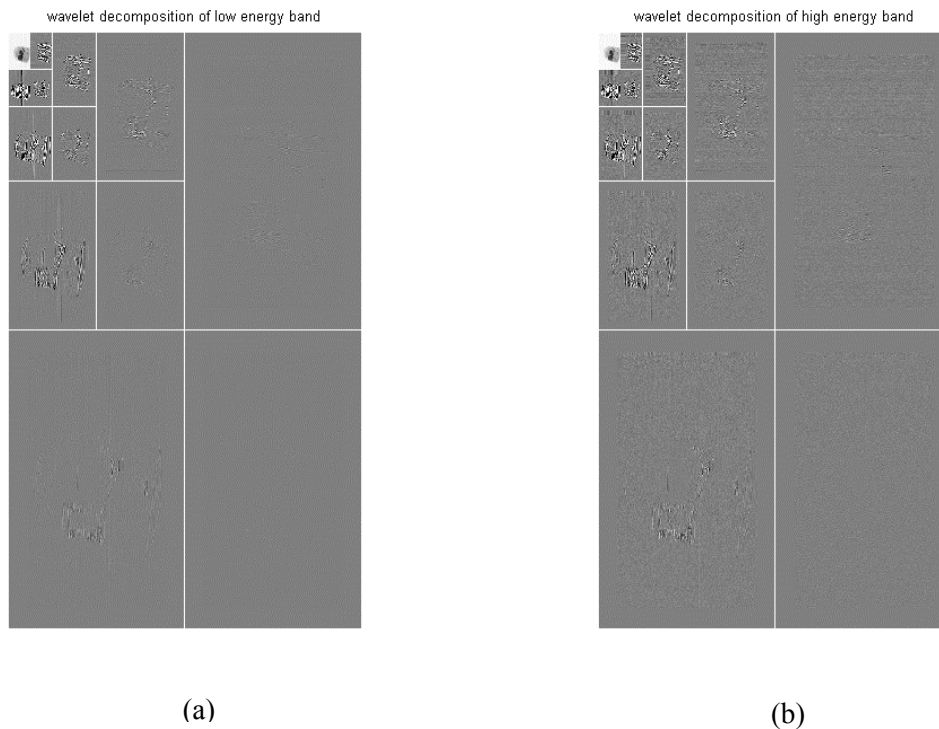 wavelet decomposition of low energy band
wavelet decomposition of high energy band
(a)
(b)